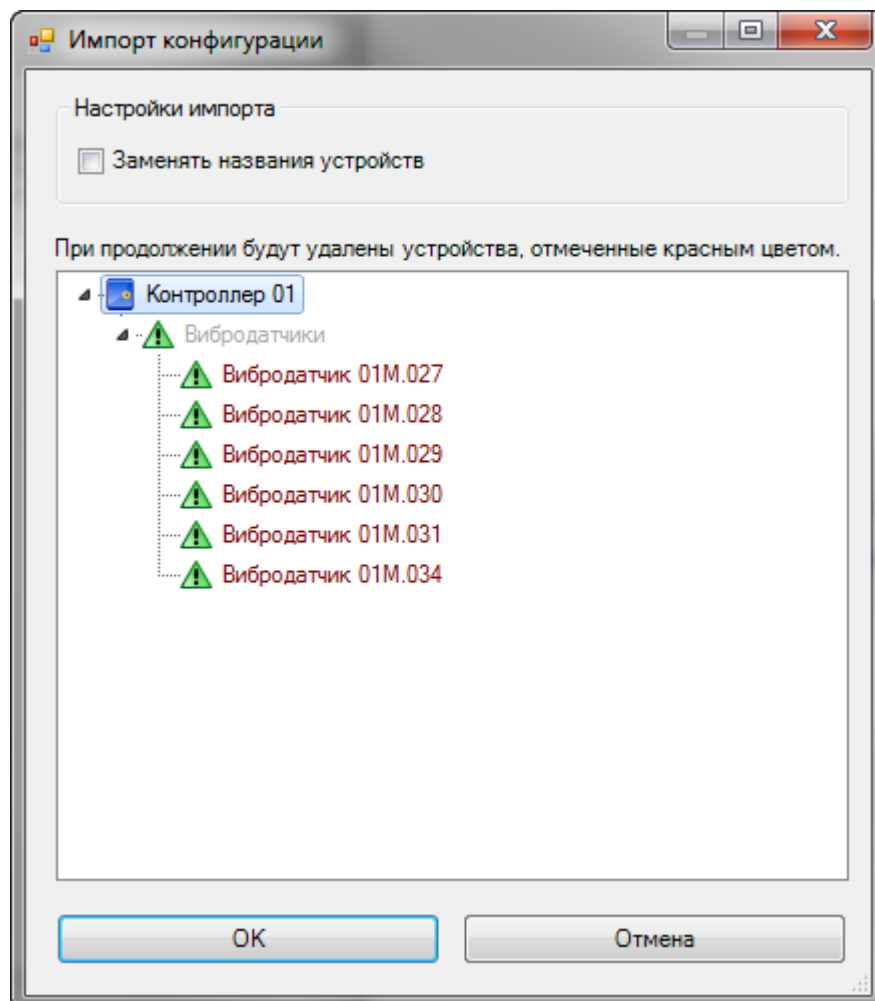 Импорт конфигурации
Настройки импорта
Заменять названия устройств
При продолжении будут удалены устройства, отмеченные красным цветом.
Контроллер 01
Вибродатчики
Вибродатчик 01М.027
Вибродатчик 01М.028
Вибродатчик 01М.029
Вибродатчик 01М.030
Вибродатчик 01М.031
Вибродатчик 01М.034
OK Отмена